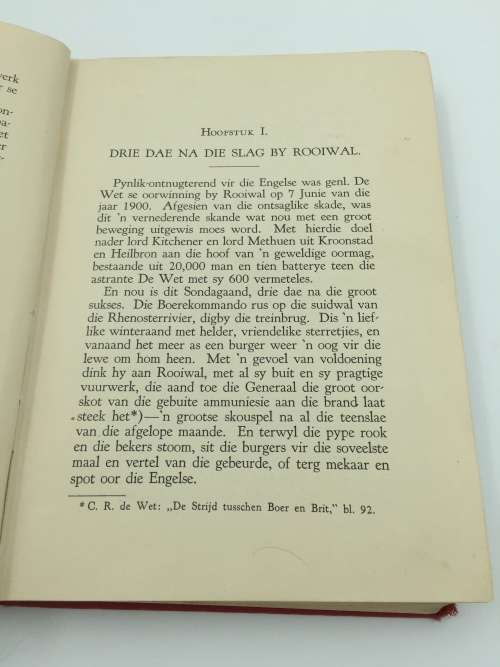 werk
r se
on-
oa-
et
er
e-
Hoofstuk I.
DRIE DAE NA DIE SLAG BY ROOIWAL.
Pynlik-ontnugterend vir die Engelse was genl. De
Wet se oorwinning by Rooiwal op 7 Junie van die
jaar 1900. Afgesien van die ontsaglike skade, was
dit 'n vernederende skande wat nou met een groot
beweging uitgewis moes word. Met hierdie doel
nader lord Kitchener en lord Methuen uit Kroonstad
en Heilbron aan die hoof van 'n geweldige oormag,
bestaande uit 20,000 man en tien batterye teen die
astrante De Wet met sy 600 vermeteles.
En nou is dit Sondagaand, drie dae na die groot
sukses. Die Boerekommando rus op die suidwal van
die Rhenosterrivier, digby die treinbrug. Dis 'n lief-
like winteraand met helder, vriendelike sterretjies, en
vanaand het meer as een burger weer 'n oog vir die
lewe om hom heen. Met 'n gevoel van voldoening
dink hy aan Rooiwal, met al sy buit en sy pragtige
vuurwerk, die aand toe die Generaal die groot oor-
skot van die gebuite ammuniesie aan die brand laat
steek het*)—'n grootse skouspel na al die teenslae
van die afgelope maande. En terwyl die pype rook
en die bekers stoom, sit die burgers vir die soveelste
maal en vertel van die gebeurde, of terg mekaar en
spot oor die Engelse.
* C. R. de Wet: „De Strijd tusschen Boer en Brit," bl. 92.